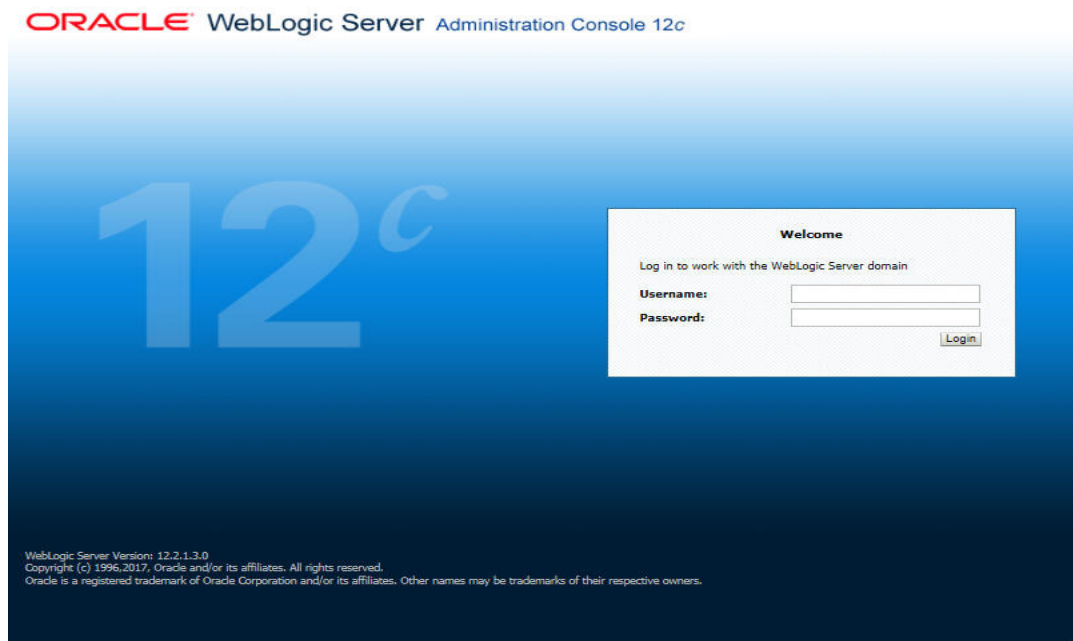 ORACLE WebLogic Server Administration Console 12c
12c
Welcome
Log in to work with the WebLogic Server domain
Username:
Password:
Login
WebLogic Server Version: 12.2.1.3.0
Copyright (c) 1996,2017, Oracle and/or its affiliates. All rights reserved.
Oracle is a registered trademark of Oracle Corporation and/or its affiliates. Other names may be trademarks of their respective owners.